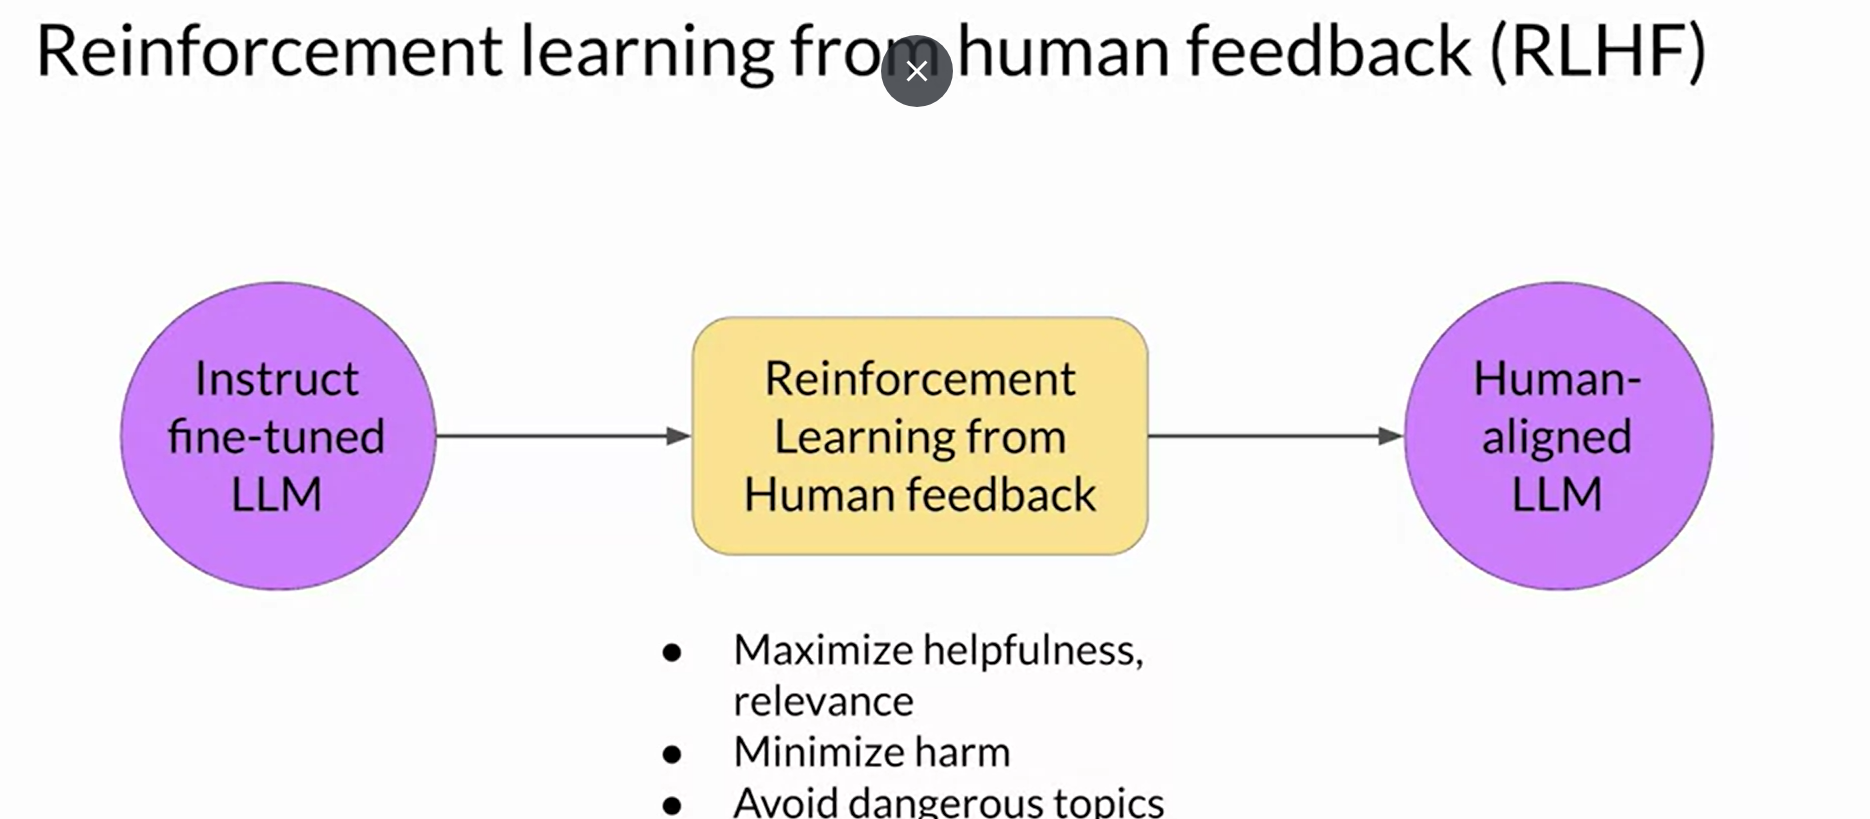 Reinforcement learning from human feedback (RLHF)
Instruct
fine-tuned
LLM
Reinforcement
Learning from
Human feedback
Human-
aligned
LLM
● Maximize helpfulness,
relevance
● Minimize harm
● Avoid dangerous topics